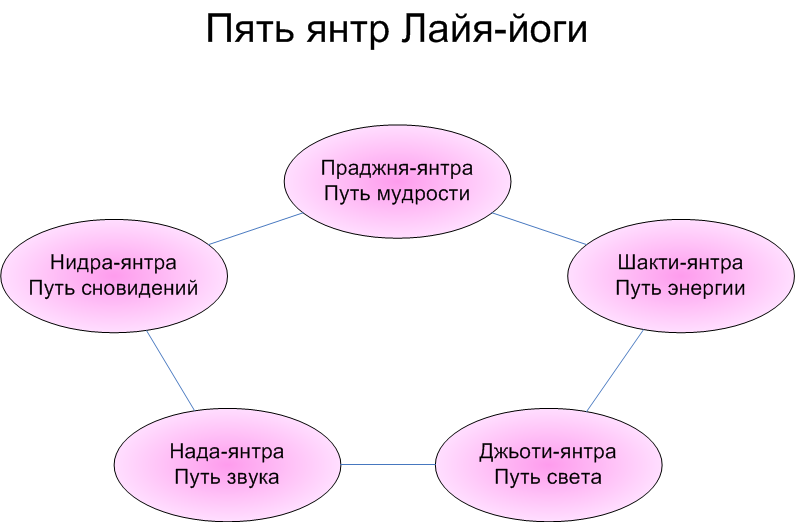 Пять янтр Лайя-йоги
Праджня-янтра
Путь мудрости
Нидра-янтра
Путь сновидений
Шакти-янтра
Путь энергии
Нада-янтра
Путь звука
Джьоти-янтра
Путь света